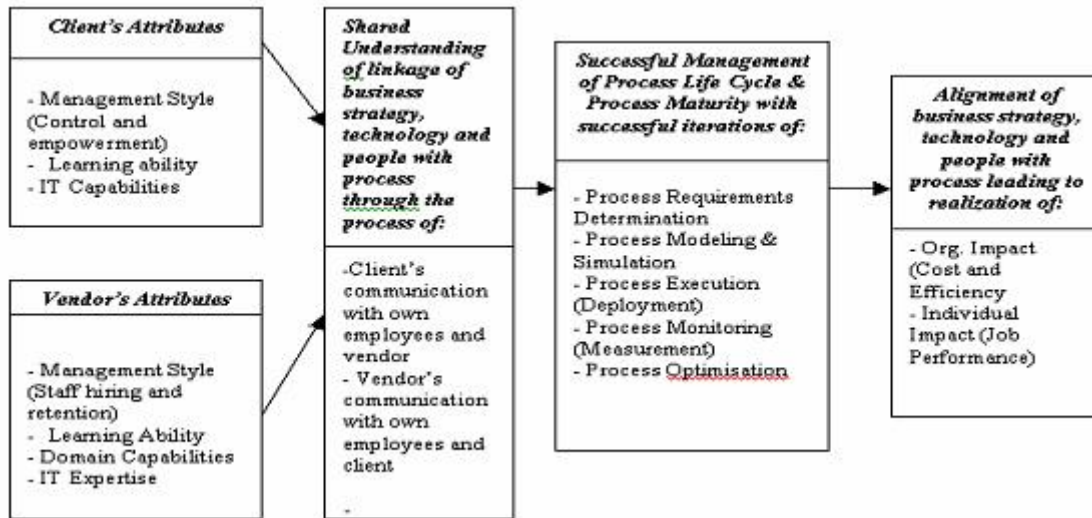 Client's Attributes
- Management Style
(Control and
empowerment)
- Learning ability
- IT Capabilities
Vendor's Attributes
- Management Style
(Staff hiring and
retention)
- Learning Ability
- Domain Capabilities
- IT Expertise
Shared
Understanding
of linkage of
business
strategy,
technology and
people with
process
through the
process of:
-Client's
communication
with own
employees and
vendor
- Vendor's
communication
with own
employees and
client
-
Successful Management
of Process Life Cycle &
Process Maturity with
successful iterations of:
- Process Requirements
Determination
- Process Modeling &
Simulation
- Process Execution
(Deployment)
- Process Monitoring
(Measurement)
- Process Optimisation
Alignment of
business strategy,
technology and
people with
process leading to
realization of:
- Org. Impact
(Cost and
Efficiency
- Individual
Impact (Job
Performance)